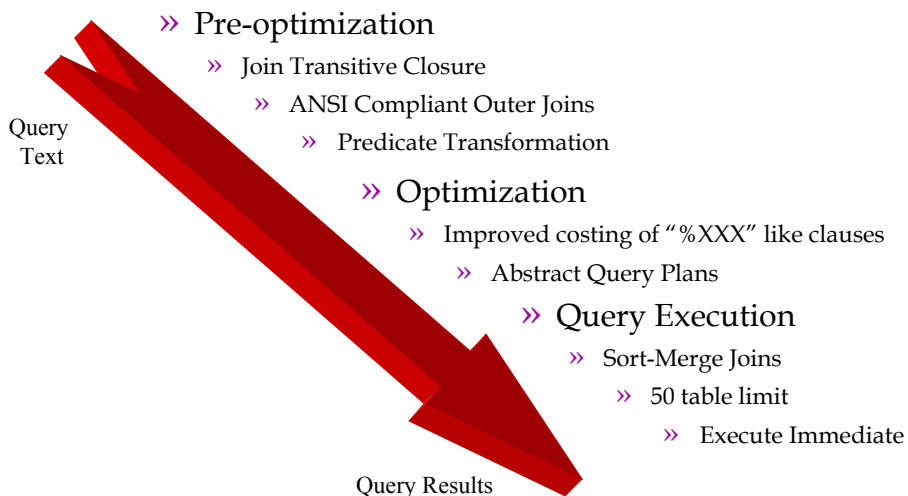 » Pre-optimization
» Join Transitive Closure
» ANSI Compliant Outer Joins
Query
Text
» Predicate Transformation
» Optimization
» Improved costing of “%XXX” like clauses
» Abstract Query Plans
» Query Execution
» Sort-Merge Joins
» 50 table limit
» Execute Immediate
Query Results